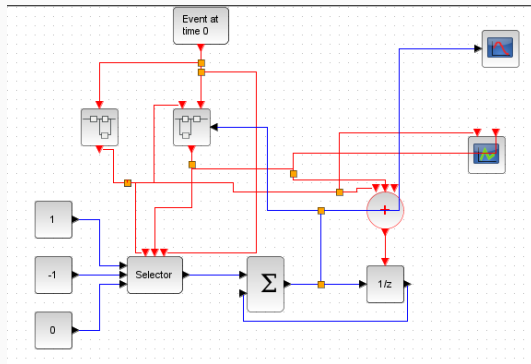 Event at
time 0
+
1
-1
Selector
Σ
1/z
0